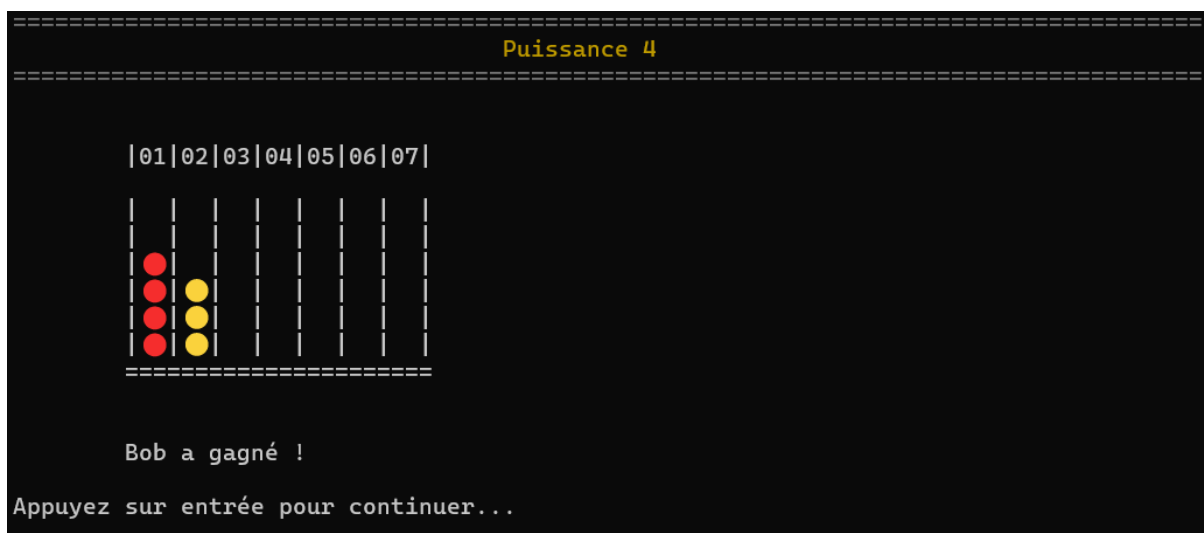 =====================================================================================
Puissance 4
=====================================================================================
|01|02|03|04|05|06|07|
|  |  |  |  |  |  |  |
|  |  |  |  |  |  |  |
|🔴|  |  |  |  |  |  |
|🔴|🟡|  |  |  |  |  |
|🔴|🟡|  |  |  |  |  |
|🔴|🟡|  |  |  |  |  |
======================
Bob a gagné !
Appuyez sur entrée pour continuer...